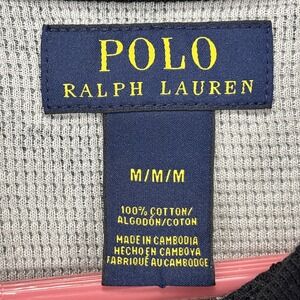 POLO
RALPH LAUREN
M/M/M
100% COTTON/
ALGODÓN/COTON
MADE IN CAMBODIA
HECHO EN CAMBOYA
FABRIQUÉ AU CAMBODGE